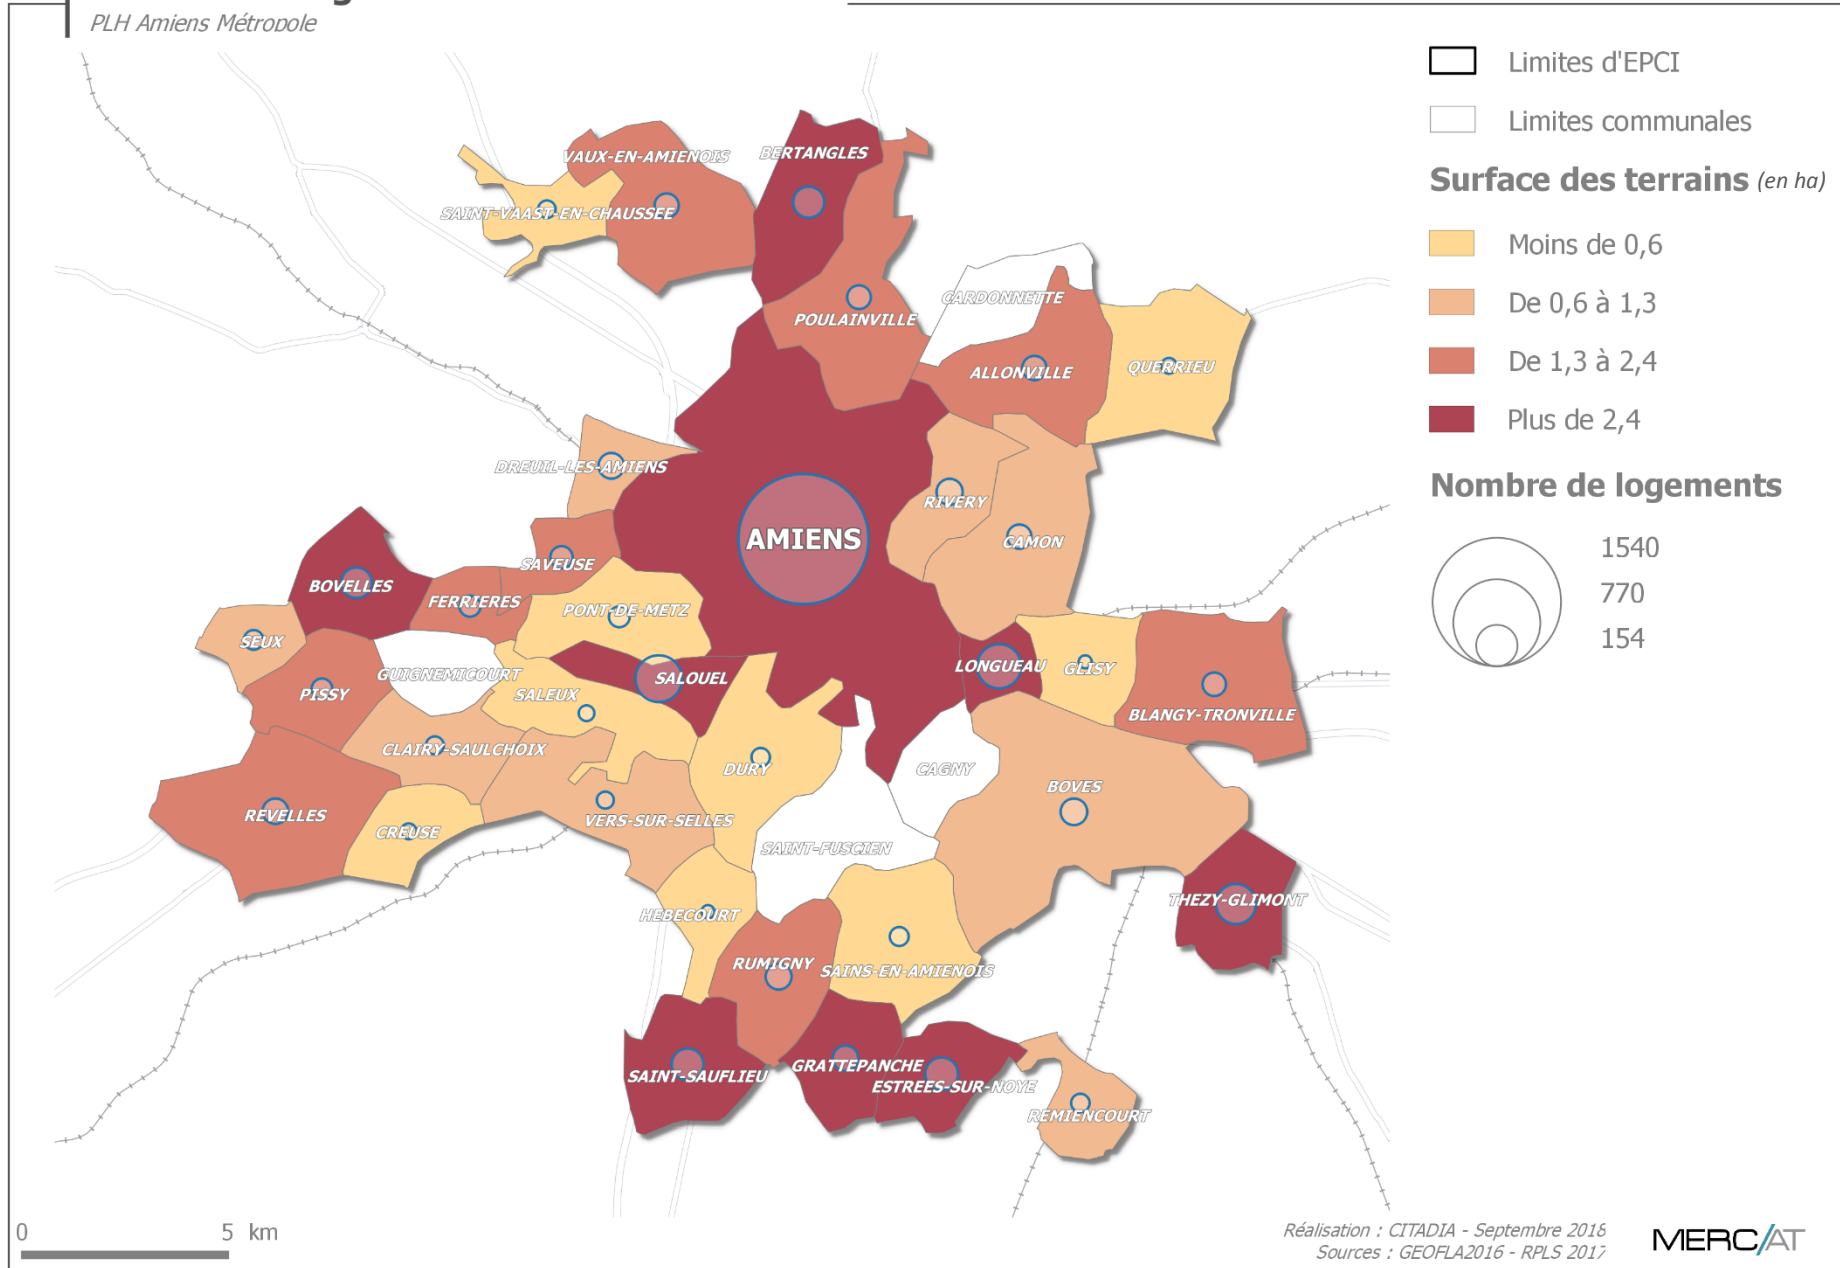 PLH Amiens Métropole
Limites d'EPCI
Limites communales
Surface des terrains (en ha)
Moins de 0,6
De 0,6 à 1,3
De 1,3 à 2,4
Plus de 2,4
Nombre de logements
1540
770
154
VAUX-EN-AMIENOIS
BERTANGLES
SAINT-VAAST-EN-CHAUSSEE
CARDONNETTE
POULAINVILLE
ALLONVILLE
QUERRIEU
DREUIL-LES-AMIENS
RIVERY
AMIENS
CAMON
SAVEUSE
BOVELLES
FERRIERES
PONT-DE-METZ
SEUX
GUIGNEMICOURT
SALOUEL
LONGUEAU
GLISY
PISSY
SALEUX
BLANGY-TRONVILLE
CLAIRY-SAULCHOIX
DURY
CAGNY
BOVES
REVELLES
CREUSE
VERS-SUR-SELLES
SAINT-FUSCIEN
THEZY-GLIMONT
HEBECOURT
RUMIGNY
SAINS-EN-AMIENOIS
SAINT-SAUFLIEU
GRATTEPANCHE
ESTREES-SUR-NOYE
REMIENCOURT
0 5 km
Réalisation : CITADIA - Septembre 2018
Sources : GEOFLA2016 - RPLS 2017
MERC/AT